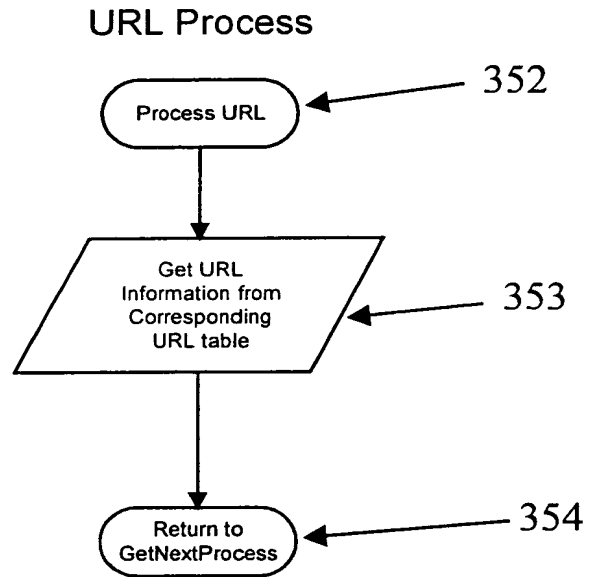 URL Process
352
Process URL
Get URL
Information from
Corresponding
URL table
353
Return to
GetNextProcess
354